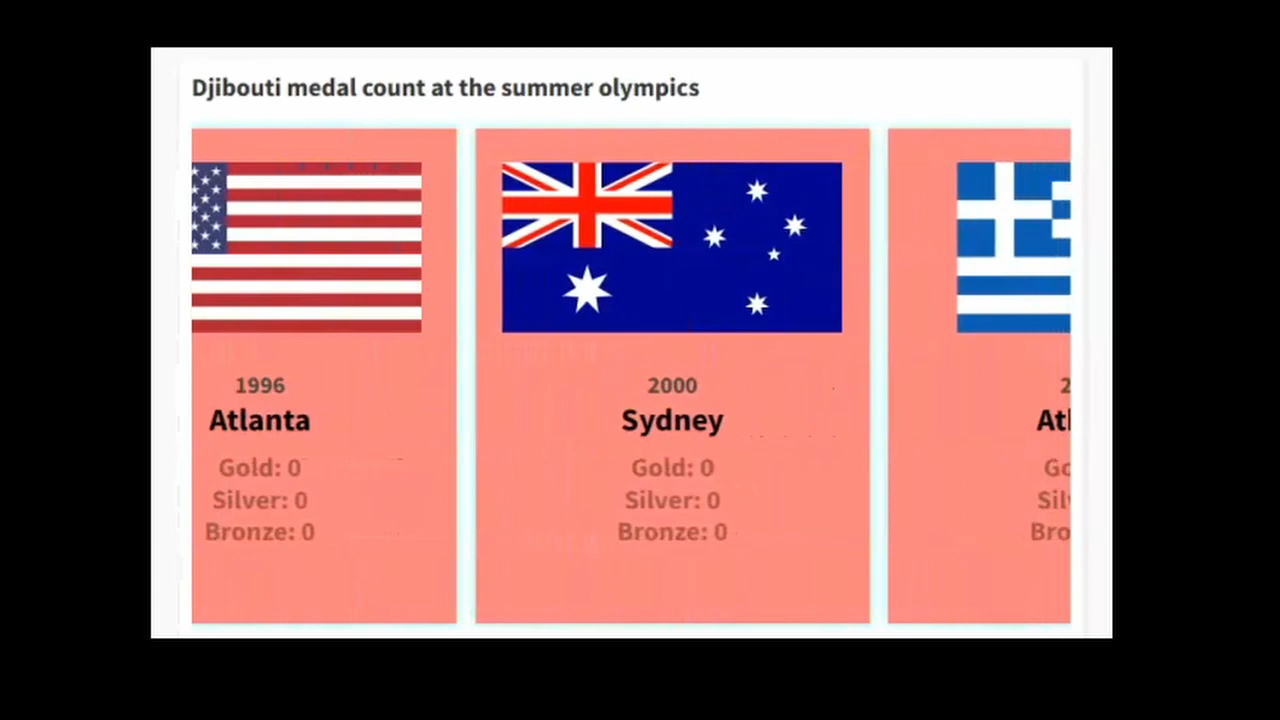 Djibouti medal count at the summer olympics
1996
Atlanta
Gold: 0
Silver: 0
Bronze: 0
2000
Sydney
Gold: 0
Silver: 0
Bronze: 0